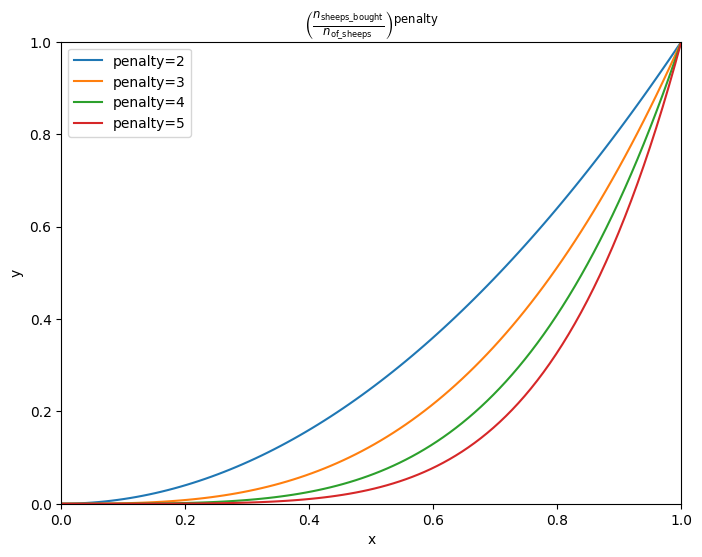 (n_sheeps_bought / n_of_sheeps)^penalty
penalty=2
penalty=3
penalty=4
penalty=5
1.0
0.8
0.6
0.4
0.2
0.0
y
0.0 0.2 0.4 0.6 0.8 1.0
x